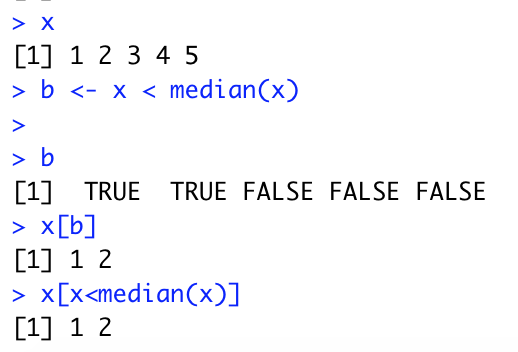 > x
[1] 1 2 3 4 5
> b <- x < median(x)
>
> b
[1]  TRUE  TRUE FALSE FALSE FALSE
> x[b]
[1] 1 2
> x[x<median(x)]
[1] 1 2